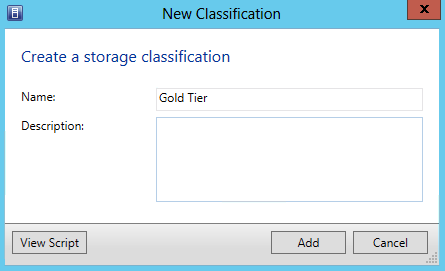 New Classification
x
Create a storage classification
Name:
Gold Tier
Description:
View Script
Add
Cancel